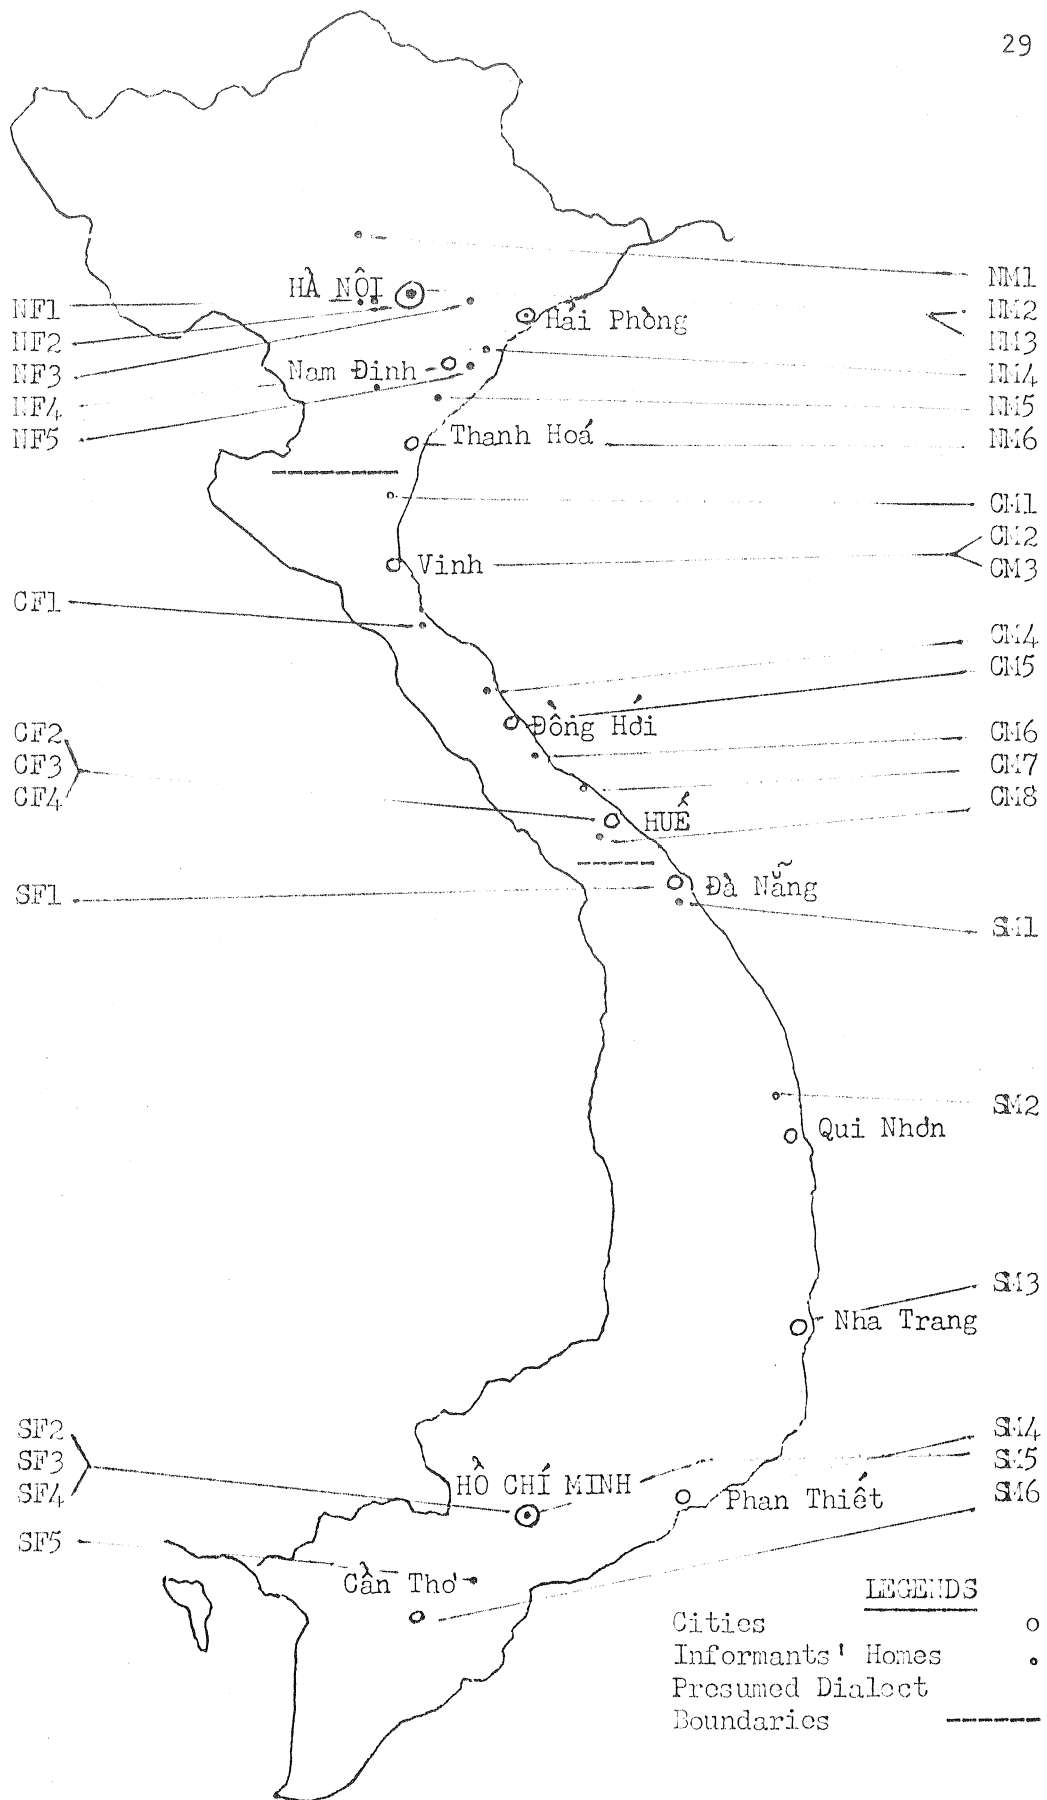 29
NM1
HÀ NỘI
NF1
NM2
Hải Phòng
NF2
NM3
Nam Đinh
NF3
NM4
NF4
NM5
NF5
Thanh Hoá
NM6
CM1
CM2
Vinh
CM3
CF1
CM4
CM5
Đồng Hới
CF2
CM6
CF3
CM7
CF4
CM8
HUẾ
SF1
Đà Nẵng
SM1
SM2
Qui Nhơn
SM3
Nha Trang
SF2
SM4
SF3
SM5
HỒ CHÍ MINH
SF4
SM6
Phan Thiết
SF5
Cần Thơ
LEGENDS
Cities
Informants' Homes
Presumed Dialect
Boundaries